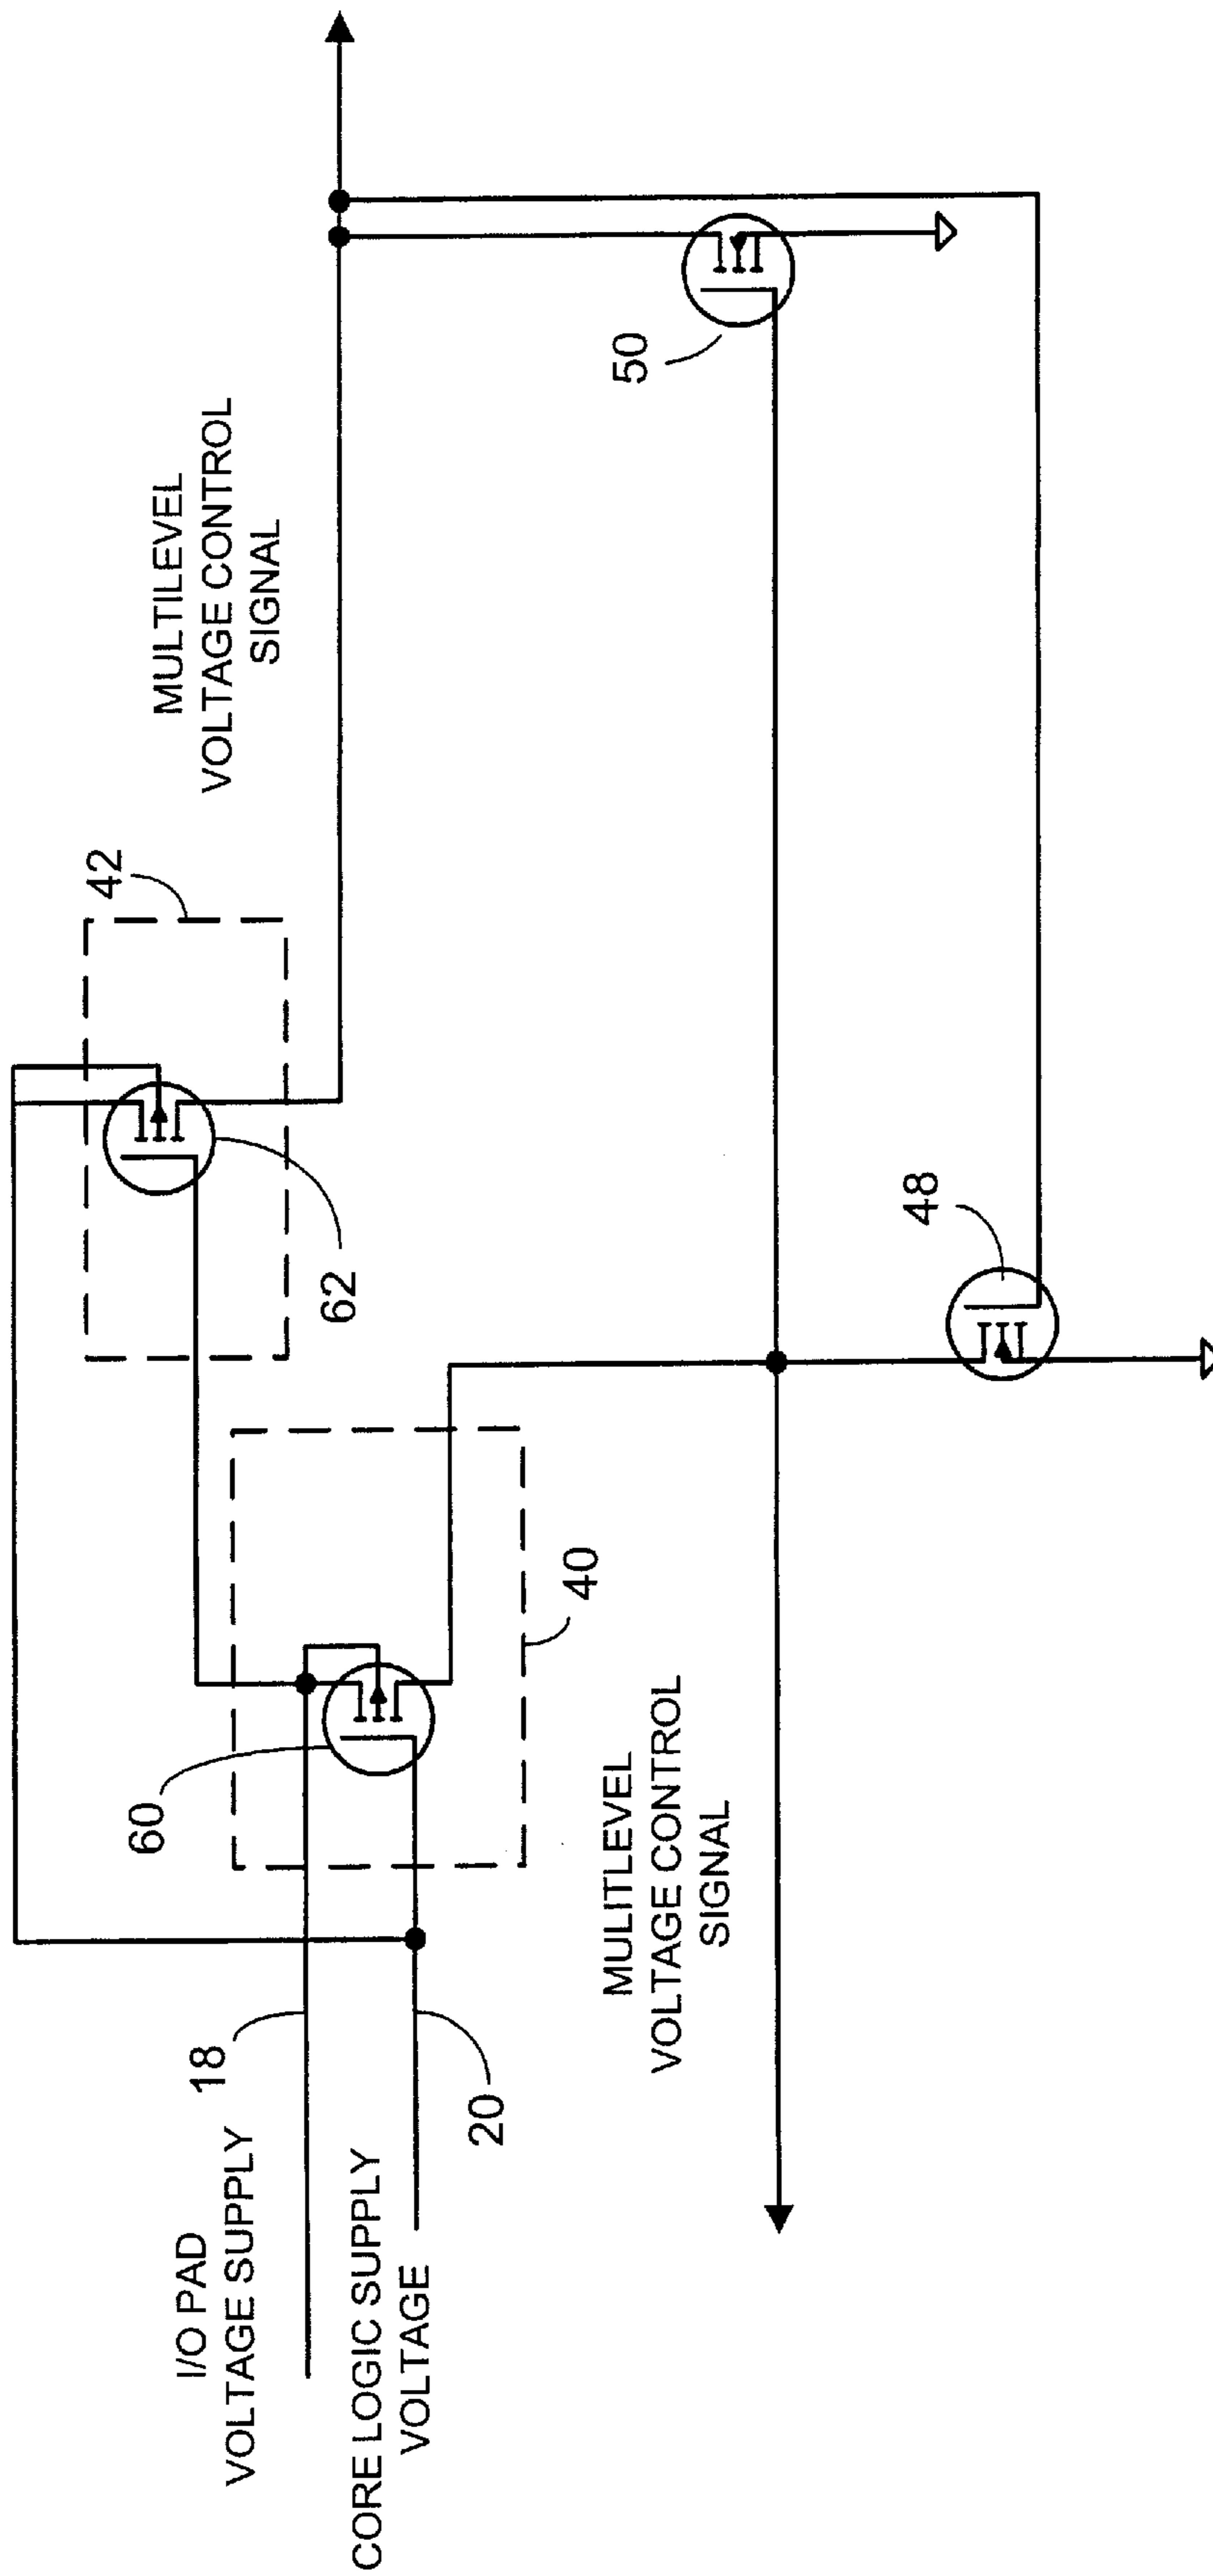 I/O PAD
VOLTAGE SUPPLY
18
CORE LOGIC SUPPLY
VOLTAGE
20
60
40
42
62
MULTILEVEL
VOLTAGE CONTROL
SIGNAL
MULITLEVEL
VOLTAGE CONTROL
SIGNAL
48
50